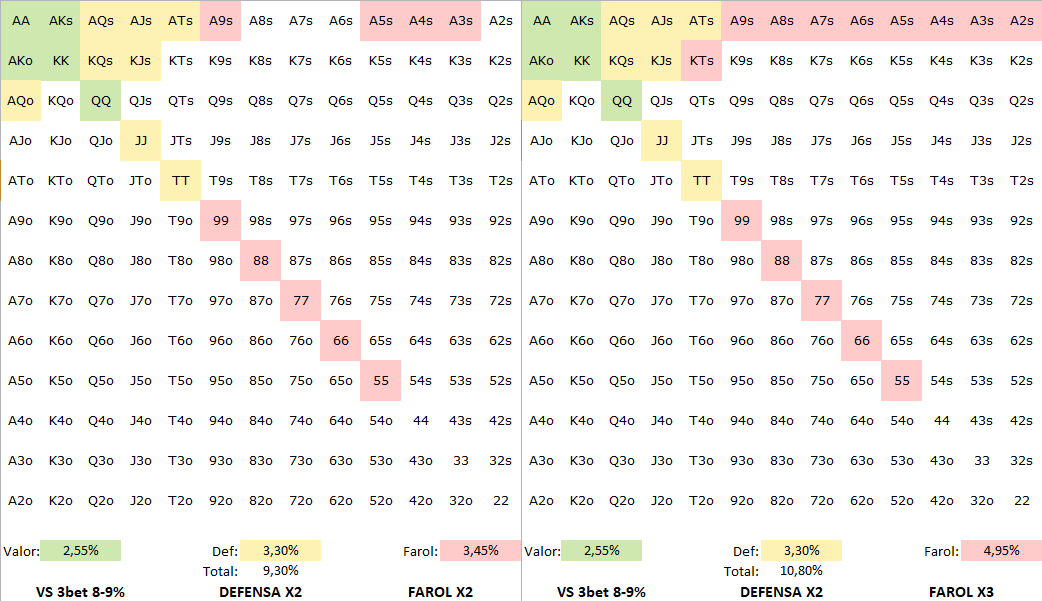 AA AKs AQs AJs ATs A9s A8s A7s A6s A5s A4s A3s A2s AA AKs AQs AJs ATs A9s A8s A7s A6s A5s A4s A3s A2s
AKo KK KQs KJs KTs K9s K8s K7s K6s K5s K4s K3s K2s AKo KK KQs KJs KTs K9s K8s K7s K6s K5s K4s K3s K2s
AQo KQo QQ QJs QTs Q9s Q8s Q7s Q6s Q5s Q4s Q3s Q2s AQo KQo QQ QJs QTs Q9s Q8s Q7s Q6s Q5s Q4s Q3s Q2s
AJo KJo QJo JJ JTs J9s J8s J7s J6s J5s J4s J3s J2s AJo KJo QJo JJ JTs J9s J8s J7s J6s J5s J4s J3s J2s
ATo KTo QTo JTo TT T9s T8s T7s T6s T5s T4s T3s T2s ATo KTo QTo JTo TT T9s T8s T7s T6s T5s T4s T3s T2s
A9o K9o Q9o J9o T9o 99 98s 97s 96s 95s 94s 93s 92s A9o K9o Q9o J9o T9o 99 98s 97s 96s 95s 94s 93s 92s
A8o K8o Q8o J8o T8o 98o 88 87s 86s 85s 84s 83s 82s A8o K8o Q8o J8o T8o 98o 88 87s 86s 85s 84s 83s 82s
A7o K7o Q7o J7o T7o 97o 87o 77 76s 75s 74s 73s 72s A7o K7o Q7o J7o T7o 97o 87o 77 76s 75s 74s 73s 72s
A6o K6o Q6o J6o T6o 96o 86o 76o 66 65s 64s 63s 62s A6o K6o Q6o J6o T6o 96o 86o 76o 66 65s 64s 63s 62s
A5o K5o Q5o J5o T5o 95o 85o 75o 65o 55 54s 53s 52s A5o K5o Q5o J5o T5o 95o 85o 75o 65o 55 54s 53s 52s
A4o K4o Q4o J4o T4o 94o 84o 74o 64o 54o 44 43s 42s A4o K4o Q4o J4o T4o 94o 84o 74o 64o 54o 44 43s 42s
A3o K3o Q3o J3o T3o 93o 83o 73o 63o 53o 43o 33 32s A3o K3o Q3o J3o T3o 93o 83o 73o 63o 53o 43o 33 32s
A2o K2o Q2o J2o T2o 92o 82o 72o 62o 52o 42o 32o 22 A2o K2o Q2o J2o T2o 92o 82o 72o 62o 52o 42o 32o 22
Valor: 2,55% Def: 3,30% Farol: 3,45% Valor: 2,55% Def: 3,30% Farol: 4,95%
Total: 9,30% Total: 10,80%
VS 3bet 8-9% DEFENSA X2 FAROL X2 VS 3bet 8-9% DEFENSA X2 FAROL X3